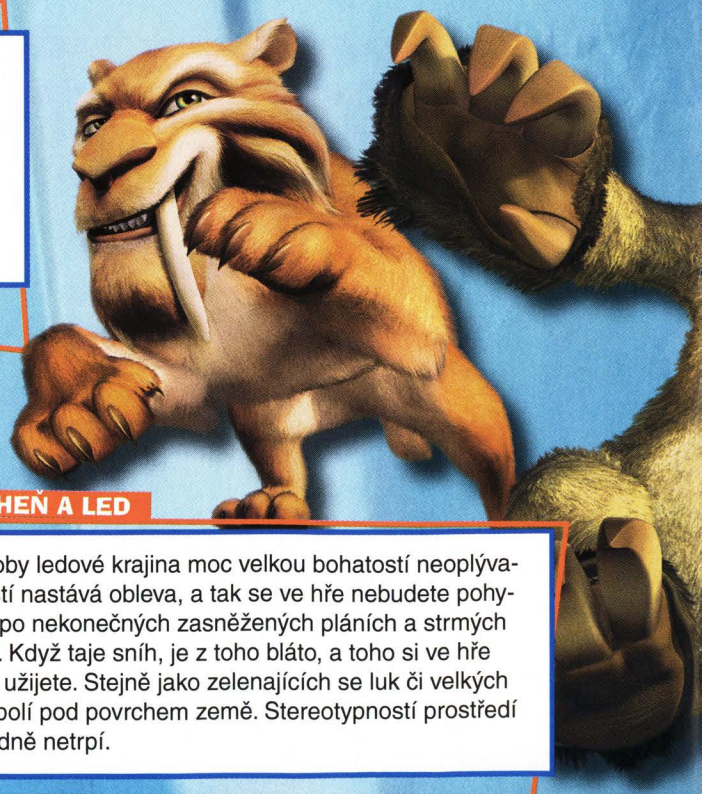 HEŇ A LED
oby ledové krajina moc velkou bohatostí neoplýva-
stí nastává obleva, a tak se ve hře nebudete pohy-
po nekonečných zasněžených pláních a strmých
. Když taje sníh, je z toho bláto, a toho si ve hře
užijete. Stejně jako zelenajících se luk či velkých
polí pod povrchem země. Stereotypností prostředí
dně netrpí.